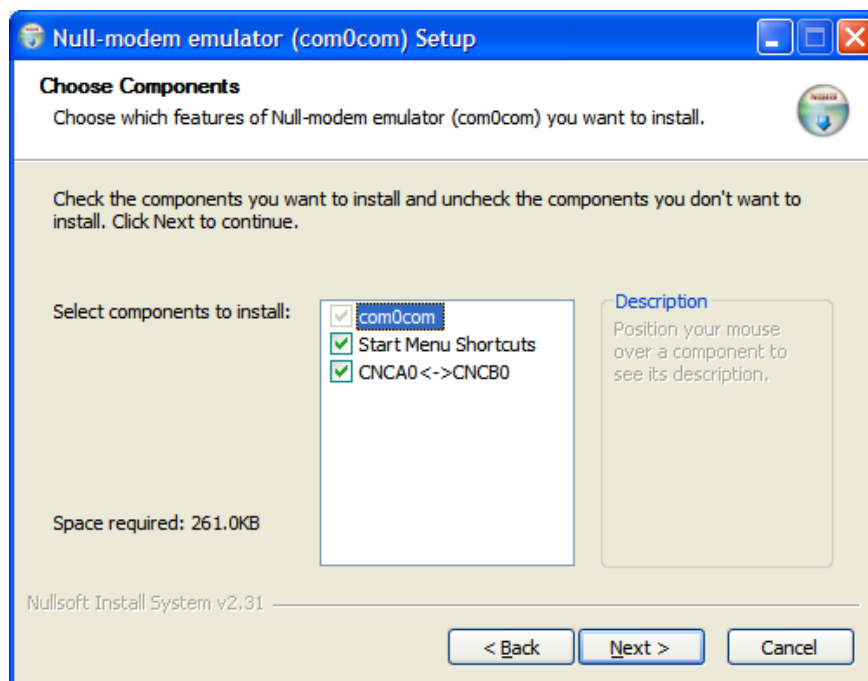 Null-modem emulator (com0com) Setup
Choose Components
Choose which features of Null-modem emulator (com0com) you want to install.
Check the components you want to install and uncheck the components you don't want to
install. Click Next to continue.
Select components to install:
com0com
Start Menu Shortcuts
CNCA0<->CNCB0
Description
Position your mouse
over a component to
see its description.
Space required: 261.0KB
Nullsoft Install System v2.31
< Back
Next >
Cancel